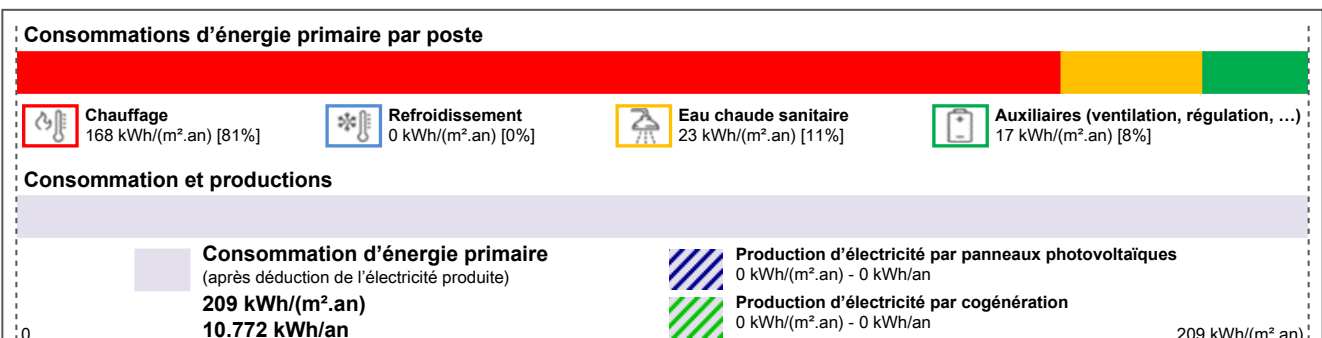 Consommations d’énergie primaire par poste
Chauffage
168 kWh/(m².an) [81%]
Refroidissement
0 kWh/(m².an) [0%]
Eau chaude sanitaire
23 kWh/(m².an) [11%]
Auxiliaires (ventilation, régulation, …)
17 kWh/(m².an) [8%]
Consommation et productions
Consommation d’énergie primaire
(après déduction de l’électricité produite)
209 kWh/(m².an)
10.772 kWh/an
Production d’électricité par panneaux photovoltaïques
0 kWh/(m².an) - 0 kWh/an
Production d’électricité par cogénération
0 kWh/(m².an) - 0 kWh/an
0
209 kWh/(m².an)